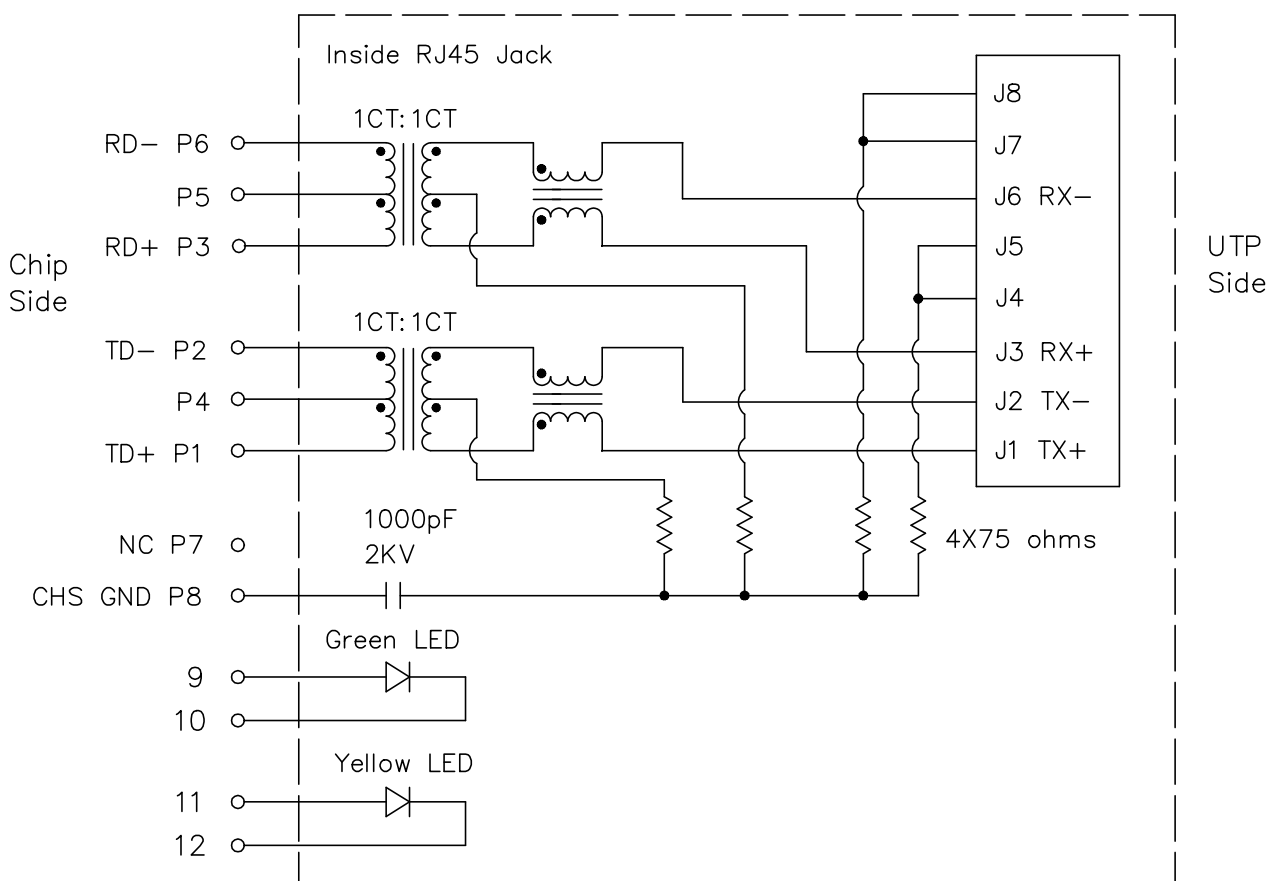 Inside RJ45 Jack
1CT:1CT
RD- P6
P5
RD+ P3
Chip
Side
1CT:1CT
TD- P2
P4
TD+ P1
1000pF
2KV
NC P7
CHS GND P8
Green LED
9
10
Yellow LED
11
12
J8
J7
J6 RX-
J5
J4
J3 RX+
J2 TX-
J1 TX+
4X75 ohms
UTP
Side